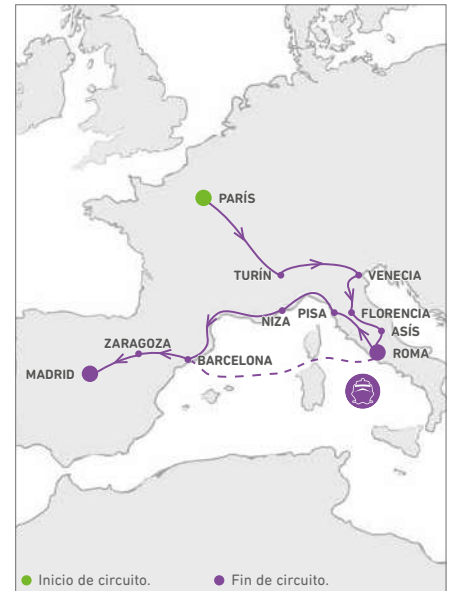 PARÍS
TURÍN
VENECIA
PISA
FLORENCIA
NIZA
ASÍS
ZARAGOZA
BARCELONA
ROMA
MADRID
Inicio de circuito.
Fin de circuito.